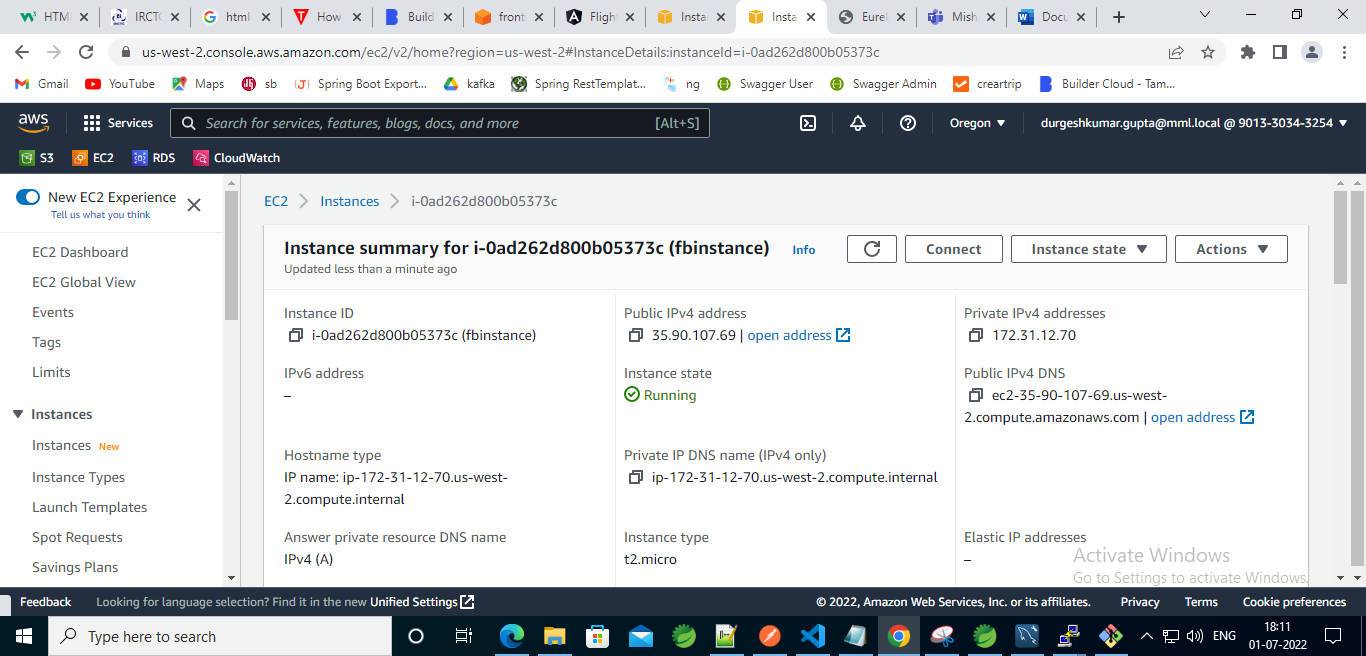 HTM
IRCTC
html
How
Build
front
Flight
Insta
Insta
Eurel
Mish
Docu
us-west-2.console.aws.amazon.com/ec2/v2/home?region=us-west-2#InstanceDetails:instanceId=i-0ad262d800b05373c
Gmail YouTube Maps sb Spring Boot Export... kafka Spring RestTemplat... ng Swagger User Swagger Admin creartrip Builder Cloud - Tam...
aws Services Search for services, features, blogs, docs, and more [Alt+S] Oregon durgeshkumar.gupta@mml.local @ 9013-3034-3254
S3 EC2 RDS CloudWatch
New EC2 Experience
Tell us what you think
EC2 Dashboard
EC2 Global View
Events
Tags
Limits
Instances
Instances New
Instance Types
Launch Templates
Spot Requests
Savings Plans
EC2 Instances i-0ad262d800b05373c
Instance summary for i-0ad262d800b05373c (fbinstance) Info Connect Instance state Actions
Updated less than a minute ago
Instance ID
i-0ad262d800b05373c (fbinstance)
Public IPv4 address
35.90.107.69 | open address
Private IPv4 addresses
172.31.12.70
IPv6 address
–
Instance state
Running
Public IPv4 DNS
ec2-35-90-107-69.us-west-
2.compute.amazonaws.com | open address
Hostname type
IP name: ip-172-31-12-70.us-west-
2.compute.internal
Private IP DNS name (IPv4 only)
ip-172-31-12-70.us-west-2.compute.internal
Answer private resource DNS name
IPv4 (A)
Instance type
t2.micro
Elastic IP addresses
–
Activate Windows
Go to Settings to activate Windows.
Feedback Looking for language selection? Find it in the new Unified Settings © 2022, Amazon Web Services, Inc. or its affiliates. Privacy Terms Cookie preferences
Type here to search ENG
18:11
01-07-2022